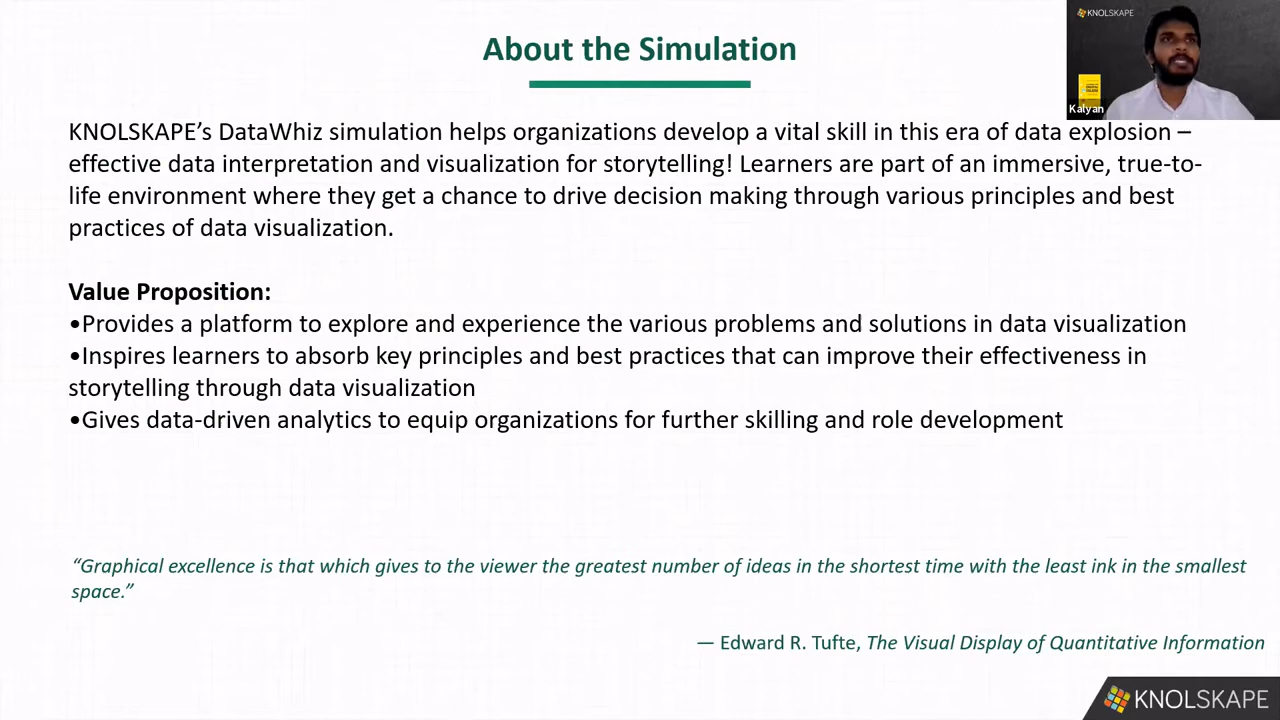 About the Simulation
KNOLSKAPE
Kalyan
KNOLSKAPE’s DataWhiz simulation helps organizations develop a vital skill in this era of data explosion –
effective data interpretation and visualization for storytelling! Learners are part of an immersive, true-to-
life environment where they get a chance to drive decision making through various principles and best
practices of data visualization.
Value Proposition:
•Provides a platform to explore and experience the various problems and solutions in data visualization
•Inspires learners to absorb key principles and best practices that can improve their effectiveness in
storytelling through data visualization
•Gives data-driven analytics to equip organizations for further skilling and role development
“Graphical excellence is that which gives to the viewer the greatest number of ideas in the shortest time with the least ink in the smallest
space.”
— Edward R. Tufte, The Visual Display of Quantitative Information
KNOLSKAPE